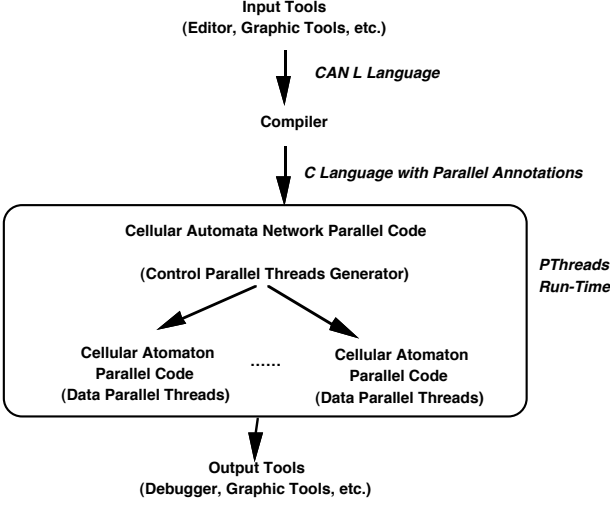 Input Tools
(Editor, Graphic Tools, etc.)
CAN L Language
Compiler
C Language with Parallel Annotations
Cellular Automata Network Parallel Code
(Control Parallel Threads Generator)
PThreads
Run-Time
Cellular Atomaton
Parallel Code
(Data Parallel Threads)
......
Cellular Atomaton
Parallel Code
(Data Parallel Threads)
Output Tools
(Debugger, Graphic Tools, etc.)